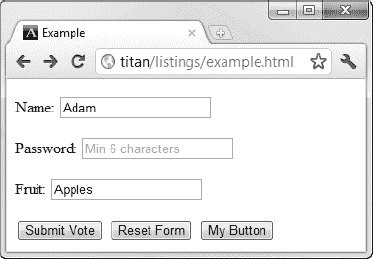 Example
titan/listings/example.html
Name: Adam
Password: Min 6 characters
Fruit: Apples
Submit Vote Reset Form My Button